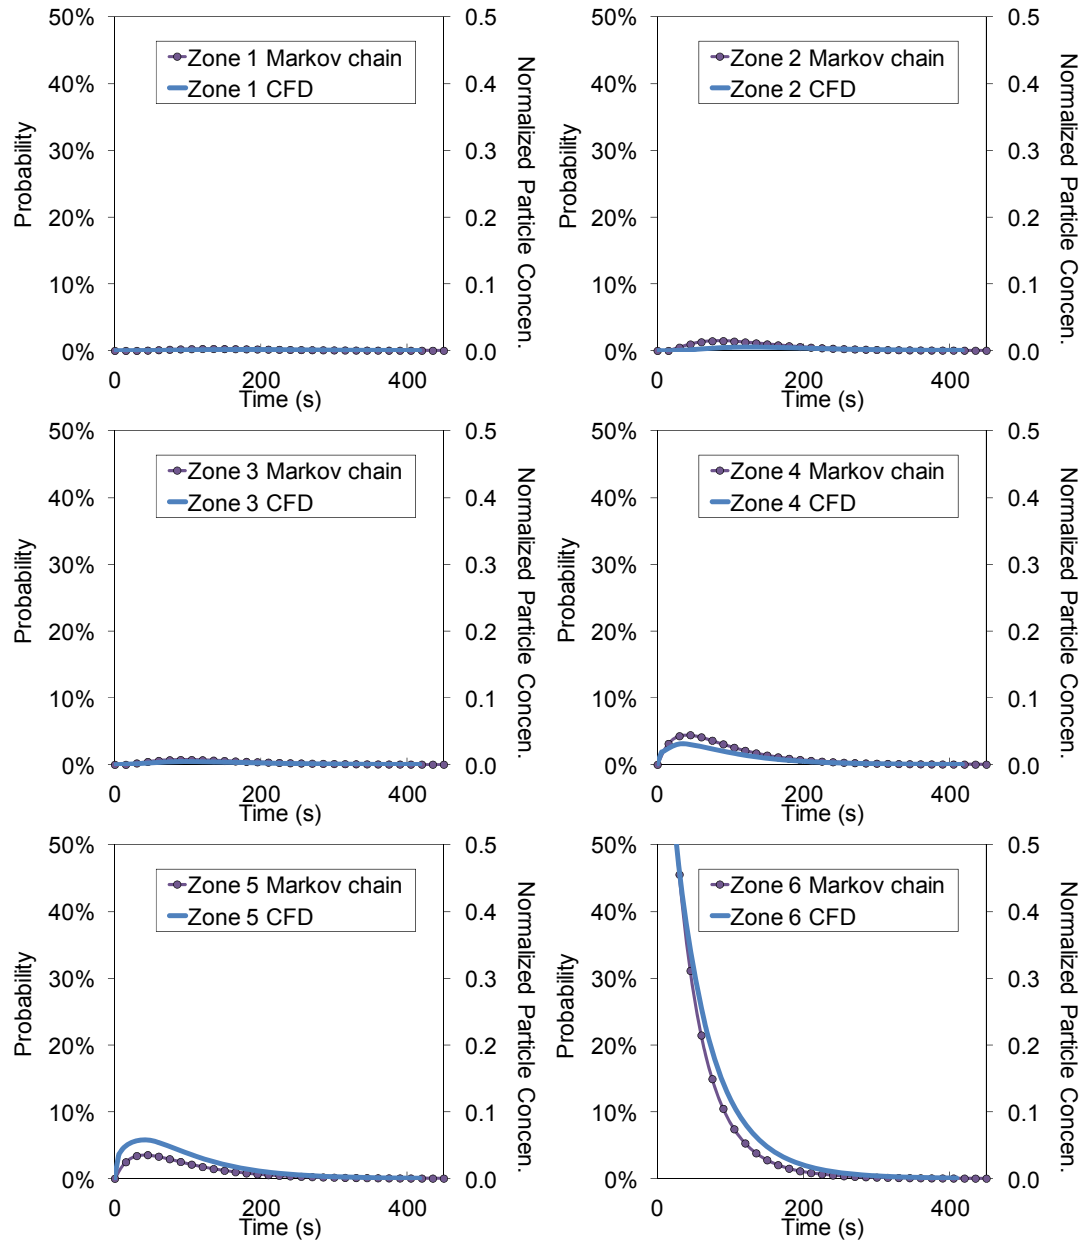 50%
40%
30%
20%
10%
0%
Probability
Zone 1 Markov chain
Zone 1 CFD
0.5
0.4
0.3
0.2
0.1
0.0
Normalized Particle Concen.
0 200 400
Time (s)
50%
40%
30%
20%
10%
0%
Probability
Zone 2 Markov chain
Zone 2 CFD
0.5
0.4
0.3
0.2
0.1
0.0
Normalized Particle Concen.
0 200 400
Time (s)
50%
40%
30%
20%
10%
0%
Probability
Zone 3 Markov chain
Zone 3 CFD
0.5
0.4
0.3
0.2
0.1
0.0
Normalized Particle Concen.
0 200 400
Time (s)
50%
40%
30%
20%
10%
0%
Probability
Zone 4 Markov chain
Zone 4 CFD
0.5
0.4
0.3
0.2
0.1
0.0
Normalized Particle Concen.
0 200 400
Time (s)
50%
40%
30%
20%
10%
0%
Probability
Zone 5 Markov chain
Zone 5 CFD
0.5
0.4
0.3
0.2
0.1
0.0
Normalized Particle Concen.
0 200 400
Time (s)
50%
40%
30%
20%
10%
0%
Probability
Zone 6 Markov chain
Zone 6 CFD
0.5
0.4
0.3
0.2
0.1
0.0
Normalized Particle Concen.
0 200 400
Time (s)